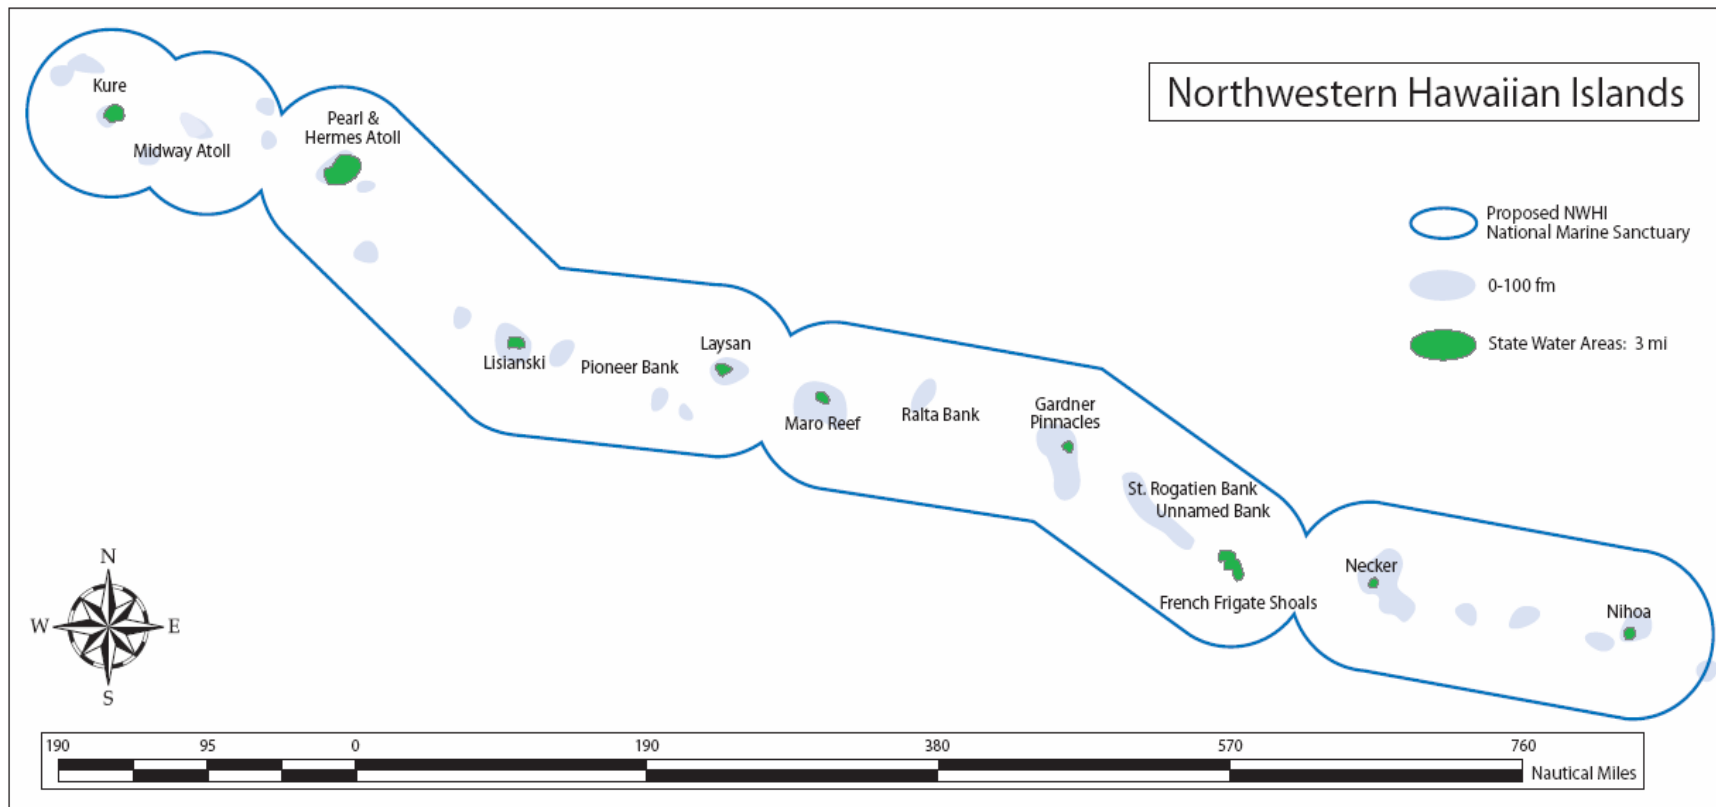 Northwestern Hawaiian Islands
Kure
Midway Atoll
Pearl &
Hermes Atoll
Proposed NWHI
National Marine Sanctuary
0-100 fm
State Water Areas: 3 mi
Lisianski
Pioneer Bank
Laysan
Maro Reef
Ralta Bank
Gardner
Pinnacles
St. Rogatien Bank
Unnamed Bank
French Frigate Shoals
Necker
Nihoa
N
W
E
S
190 95 0 190 380 570 760
Nautical Miles